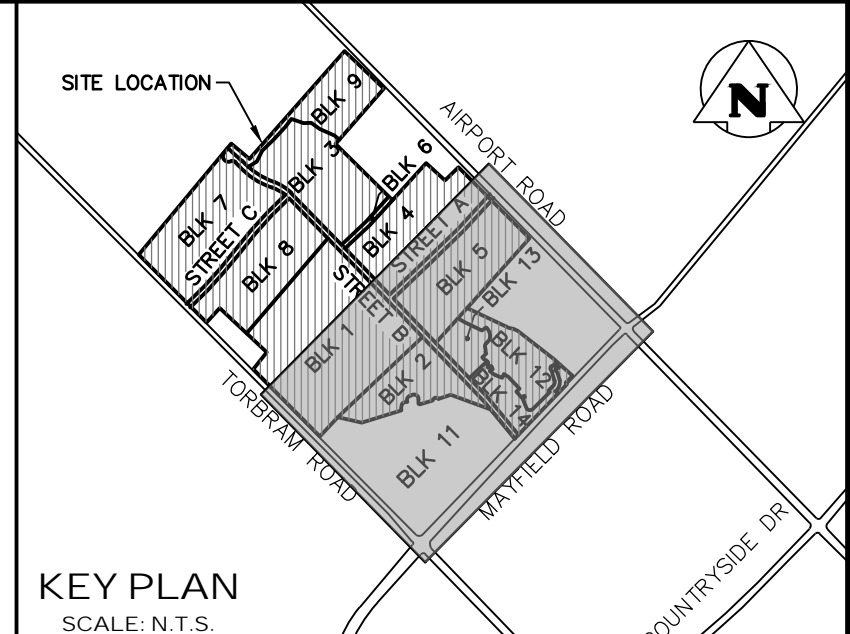 SITE LOCATION
N
AIRPORT ROAD
BLK 9
BLK 3
BLK 6
BLK 7
STREET C
BLK 8
BLK 4
STREET A
BLK 5
BLK 13
STREET B
BLK 1
BLK 2
BLK 12
BLK 14
BLK 11
TORBRAM ROAD
MAYFIELD ROAD
COUNTRYSIDE DR
KEY PLAN
SCALE: N.T.S.